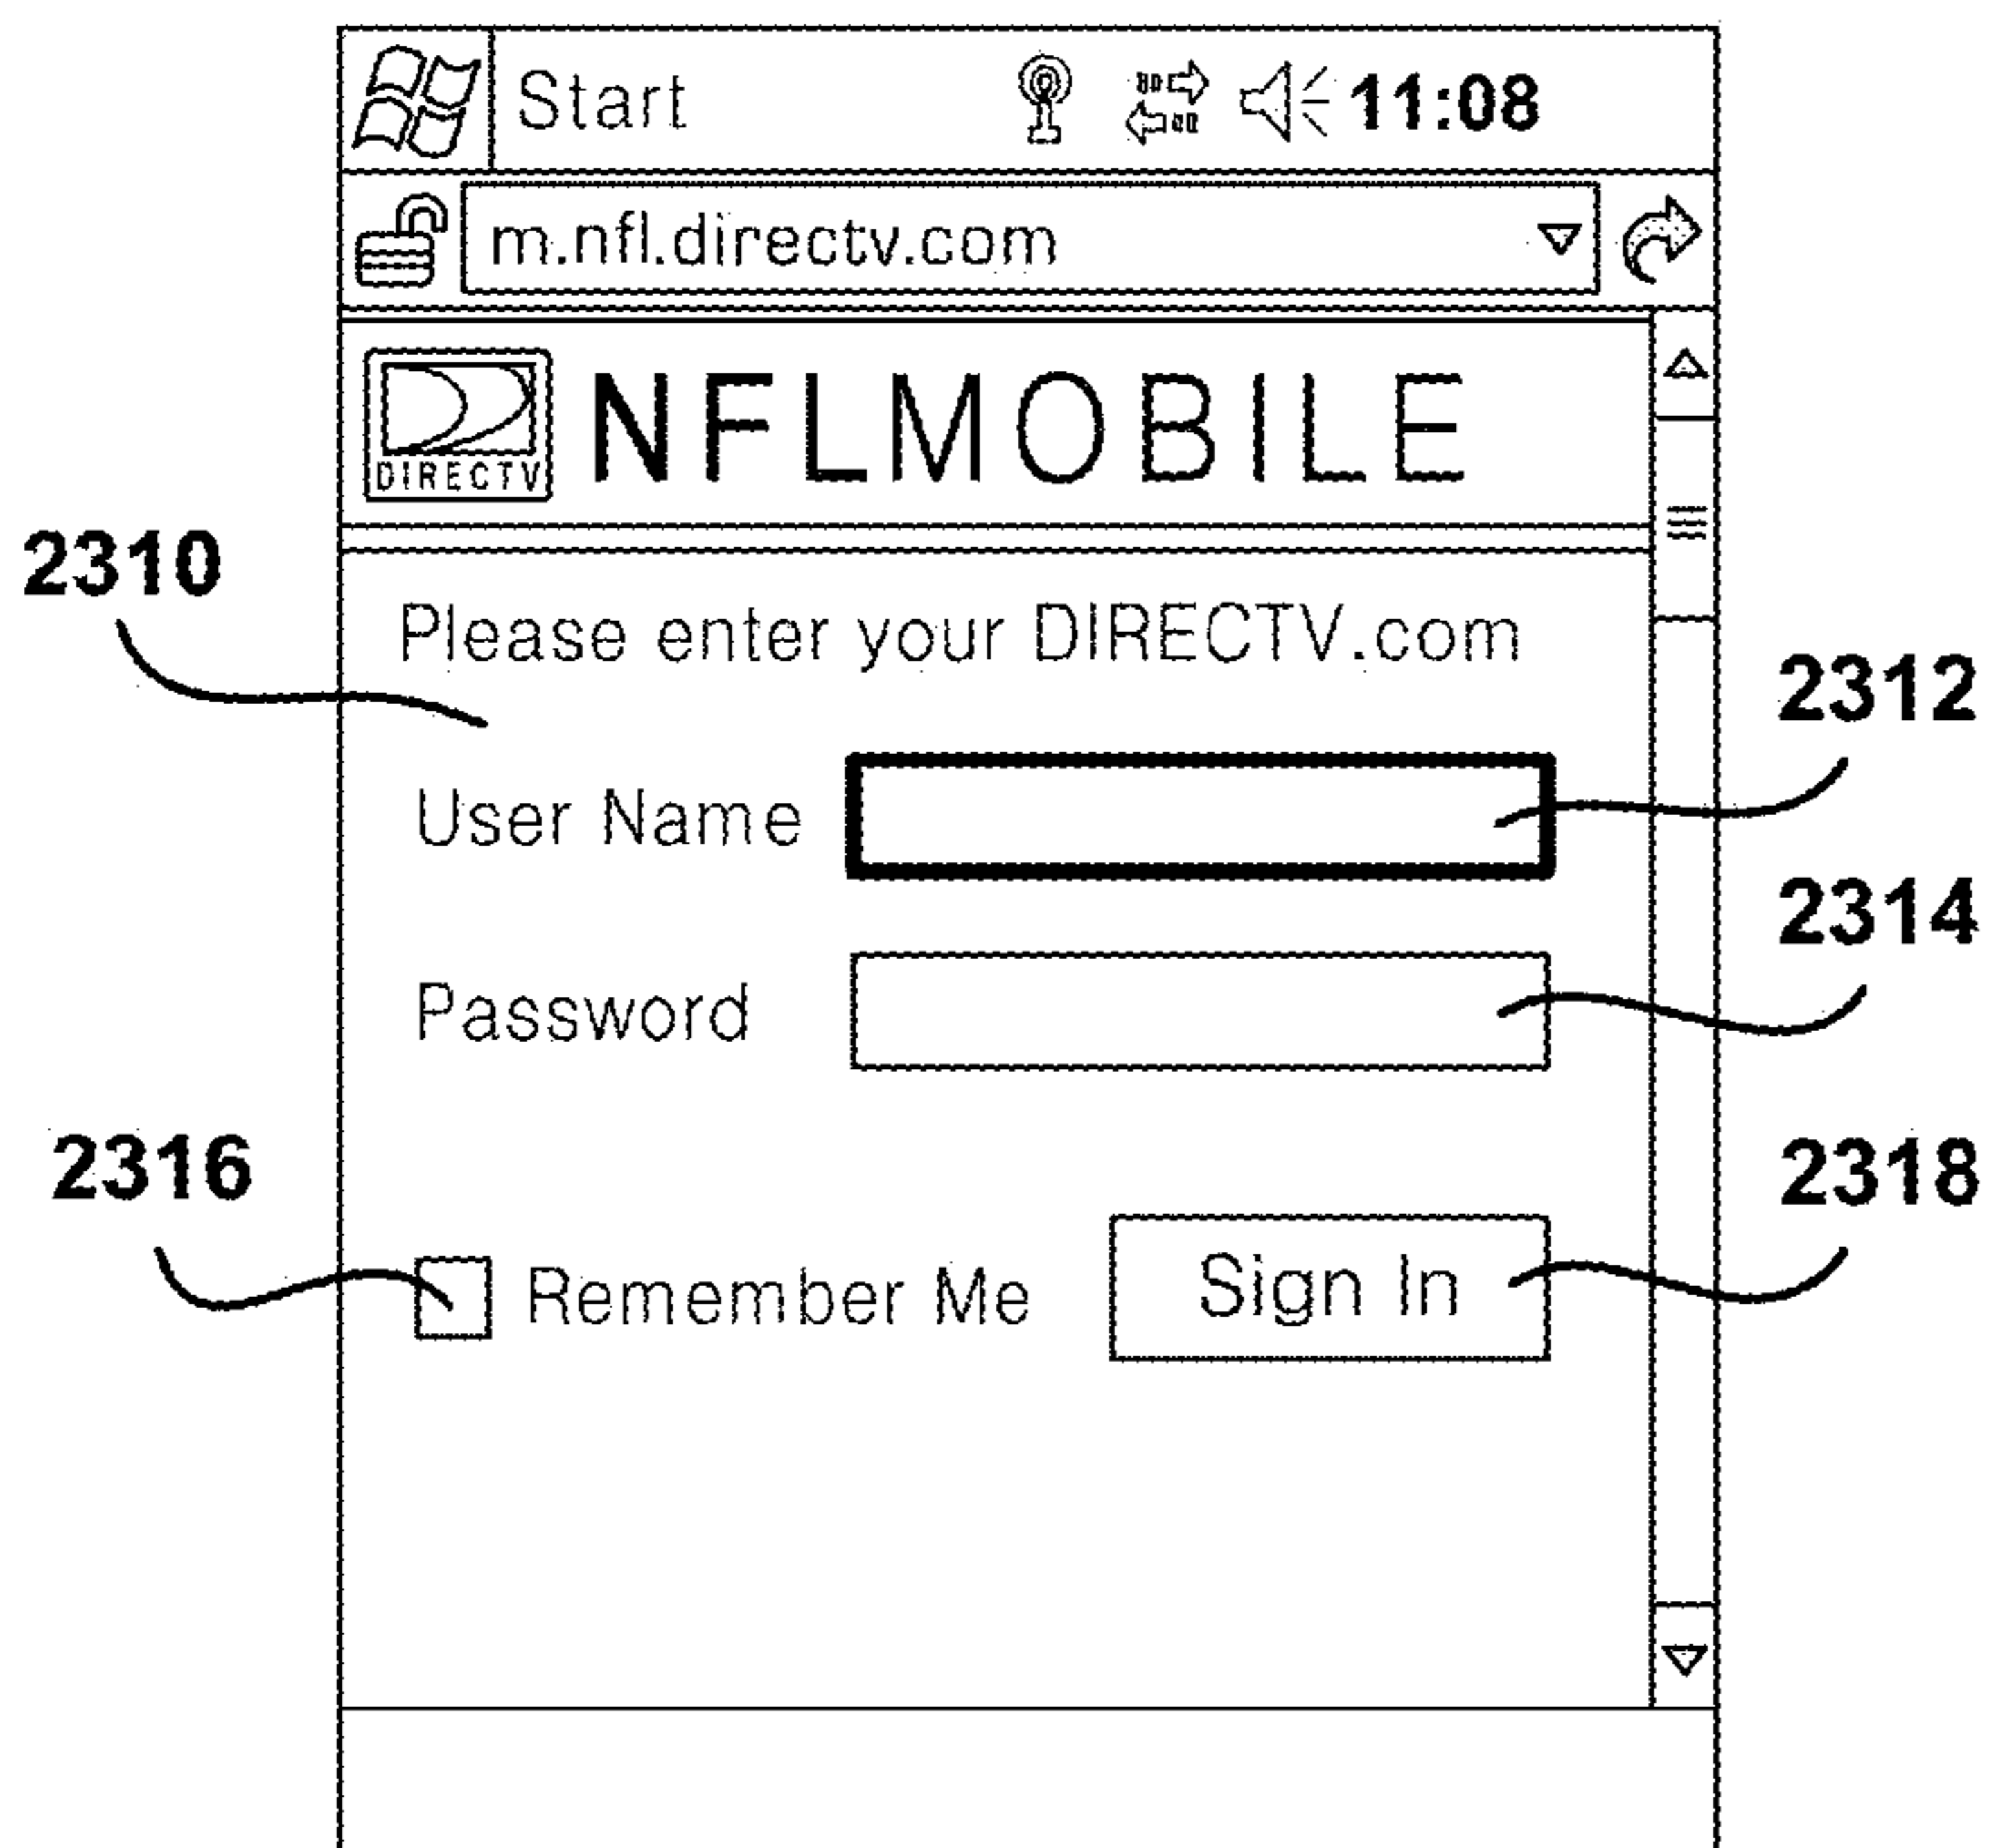 Start 11:08
m.nfl.directv.com
DIRECTV NFLMOBILE
2310
Please enter your DIRECTV.com
2312
User Name
2314
Password
2316
2318
Remember Me Sign In